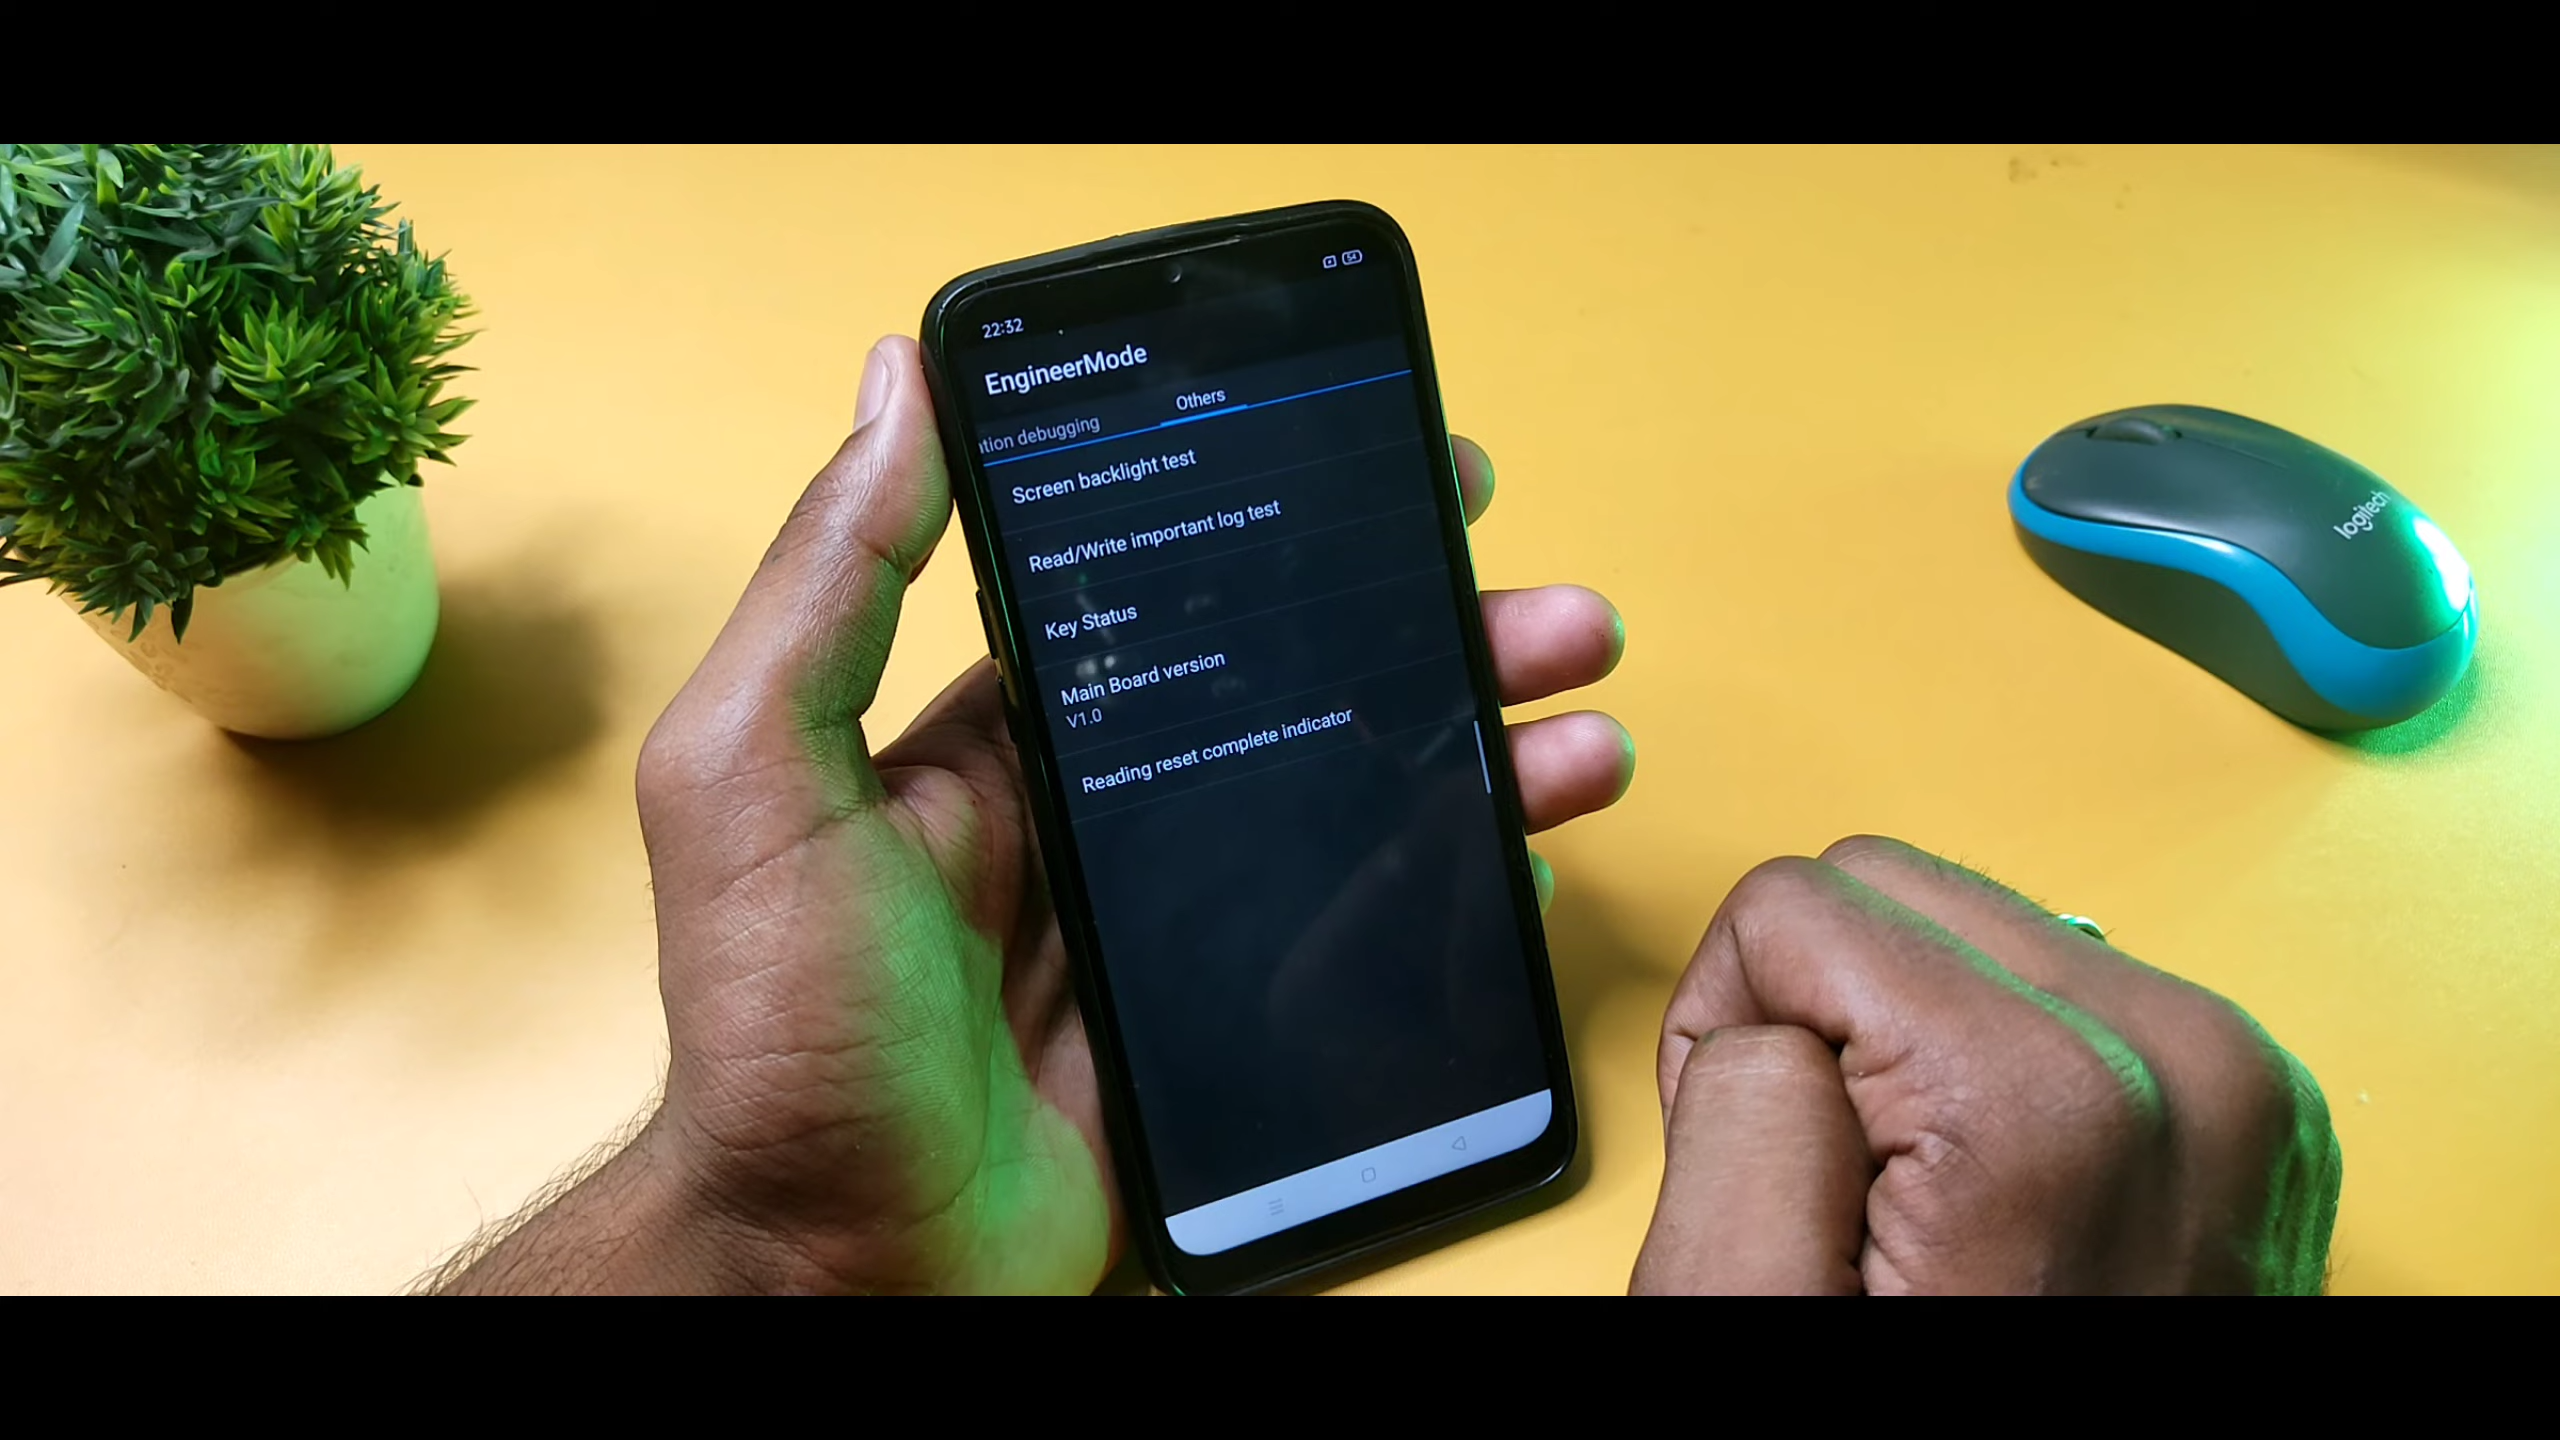 22:32
54
EngineerMode
tion debugging
Others
Screen backlight test
Read/Write important log test
Key Status
Main Board version
V1.0
Reading reset complete indicator
logitech